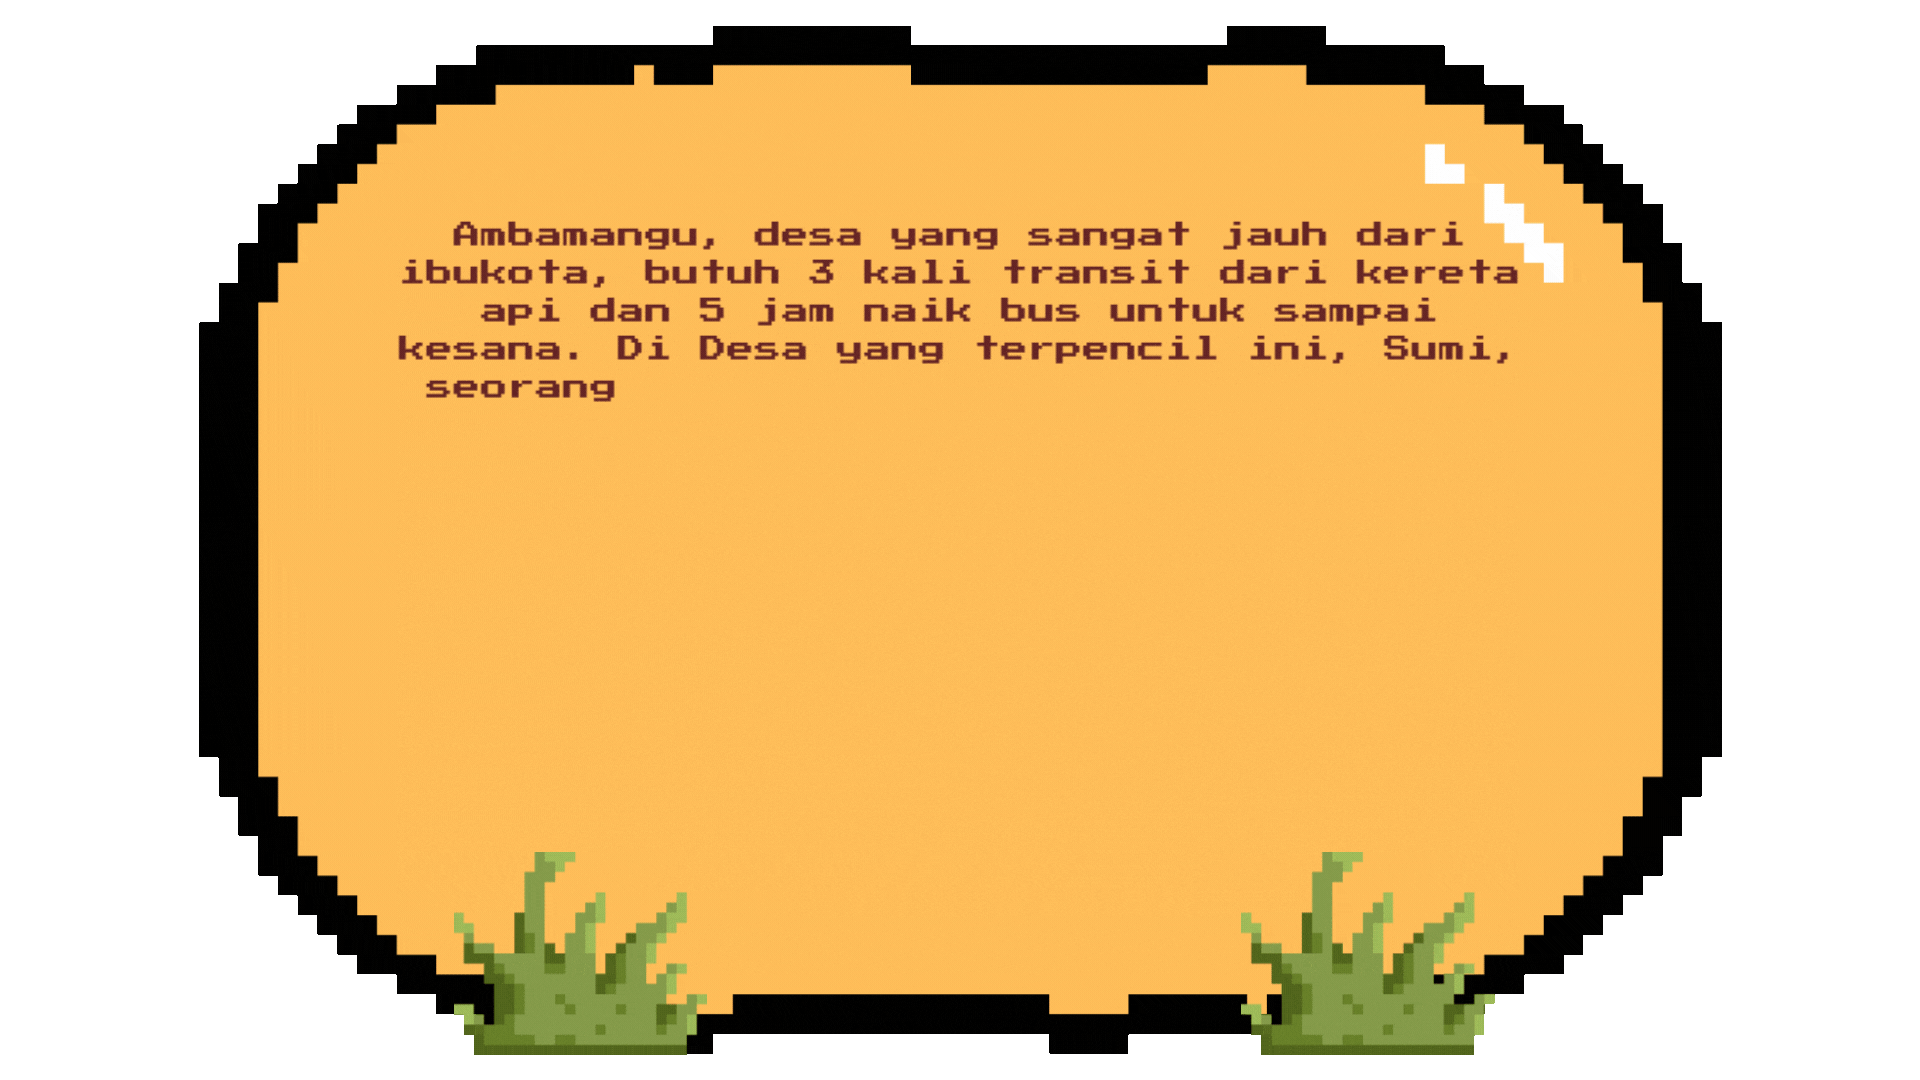 Ambamangu, desa yang sangat jauh dari
ibukota, butuh 3 kali transit dari kereta
api dan 5 jam naik bus untuk sampai
kesana. Di Desa yang terpencil ini, Sumi,
seorang